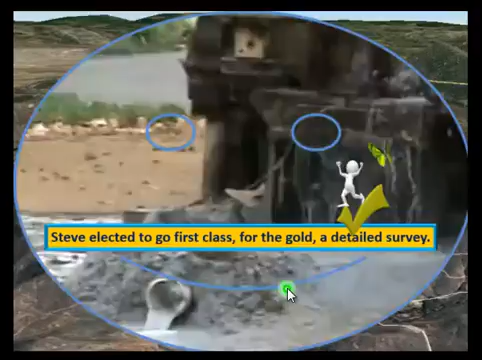 Steve elected to go first class, for the gold, a detailed survey.